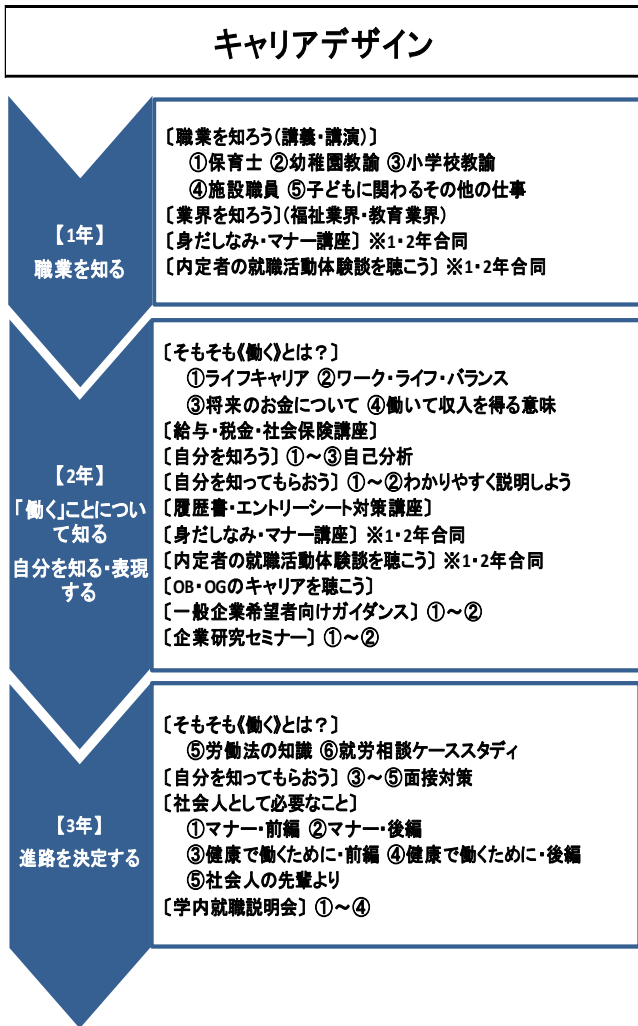 キャリアデザイン
【1年】
職業を知る
〔職業を知ろう(講義・講演)〕
①保育士 ②幼稚園教諭 ③小学校教諭
④施設職員 ⑤子どもに関わるその他の仕事
〔業界を知ろう〕(福祉業界・教育業界)
〔身だしなみ・マナー講座〕 ※1・2年合同
〔内定者の就職活動体験談を聴こう〕 ※1・2年合同
【2年】
「働く」ことについ
て知る
自分を知る・表現
する
〔そもそも《働く》とは？〕
①ライフキャリア ②ワーク・ライフ・バランス
③将来のお金について ④働いて収入を得る意味
〔給与・税金・社会保険講座〕
〔自分を知ろう〕 ①～③自己分析
〔自分を知ってもらおう〕 ①～②わかりやすく説明しよう
〔履歴書・エントリーシート対策講座〕
〔身だしなみ・マナー講座〕 ※1・2年合同
〔内定者の就職活動体験談を聴こう〕 ※1・2年合同
〔OB・OGのキャリアを聴こう〕
〔一般企業希望者向けガイダンス〕 ①～②
〔企業研究セミナー〕 ①～②
【3年】
進路を決定する
〔そもそも《働く》とは？〕
⑤労働法の知識 ⑥就労相談ケーススタディ
〔自分を知ってもらおう〕 ③～⑤面接対策
〔社会人として必要なこと〕
①マナー・前編 ②マナー・後編
③健康で働くために・前編 ④健康で働くために・後編
⑤社会人の先輩より
〔学内就職説明会〕 ①～④